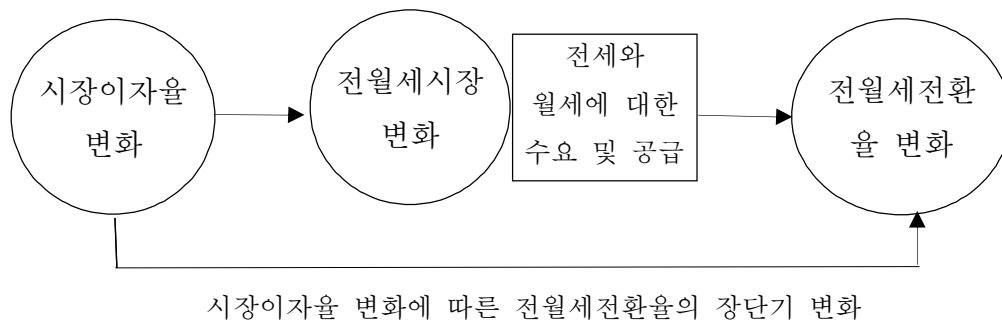 시장이자율
변화
전월세시장
변화
전세와
월세에 대한
수요 및 공급
전월세전환
율 변화
시장이자율 변화에 따른 전월세전환율의 장단기 변화